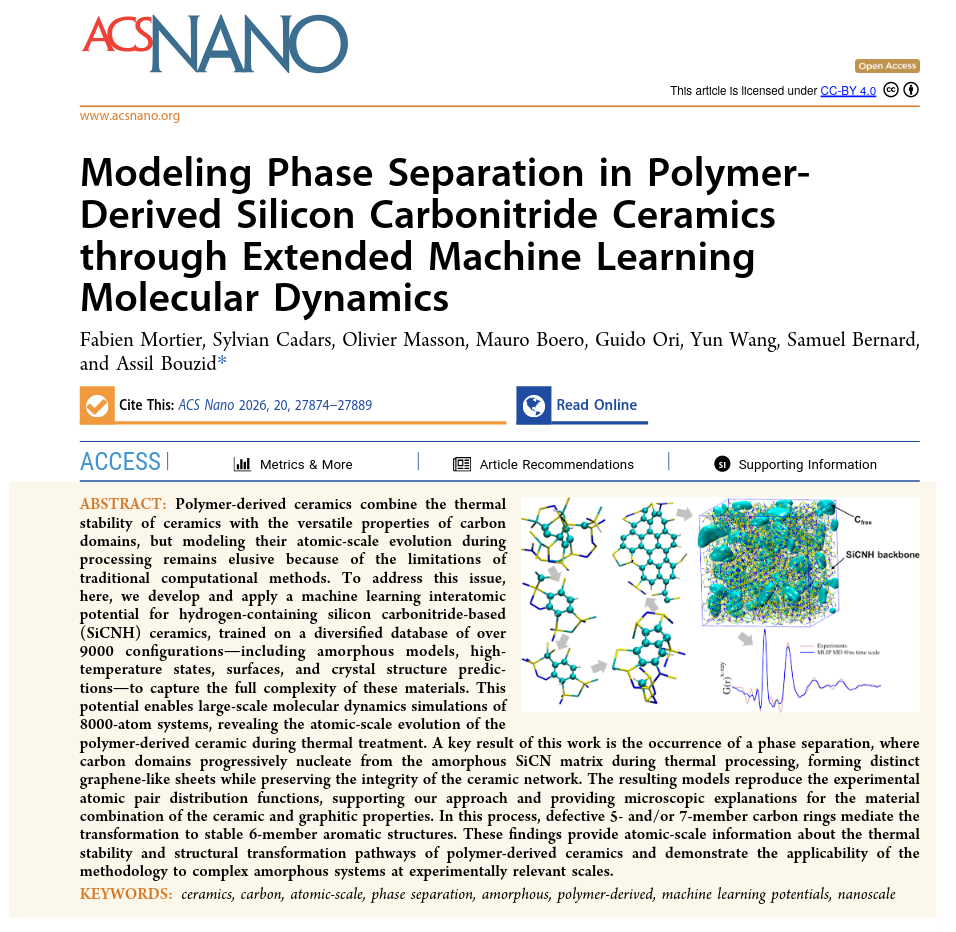 ACS NANO
Open Access
This article is licensed under CC-BY 4.0
www.acsnano.org
Modeling Phase Separation in Polymer-
Derived Silicon Carbonitride Ceramics
through Extended Machine Learning
Molecular Dynamics
Fabien Mortier, Sylvian Cadars, Olivier Masson, Mauro Boero, Guido Ori, Yun Wang, Samuel Bernard,
and Assil Bouzid*
Cite This: ACS Nano 2026, 20, 27874–27889
Read Online
ACCESS
Metrics & More
Article Recommendations
SI Supporting Information
ABSTRACT: Polymer-derived ceramics combine the thermal
stability of ceramics with the versatile properties of carbon
domains, but modeling their atomic-scale evolution during
processing remains elusive because of the limitations of
traditional computational methods. To address this issue,
here, we develop and apply a machine learning interatomic
potential for hydrogen-containing silicon carbonitride-based
(SiCNH) ceramics, trained on a diversified database of over
9000 configurations—including amorphous models, high-
temperature states, surfaces, and crystal structure predic-
tions—to capture the full complexity of these materials. This
potential enables large-scale molecular dynamics simulations of
8000-atom systems, revealing the atomic-scale evolution of the
polymer-derived ceramic during thermal treatment. A key result of this work is the occurrence of a phase separation, where
carbon domains progressively nucleate from the amorphous SiCN matrix during thermal processing, forming distinct
graphene-like sheets while preserving the integrity of the ceramic network. The resulting models reproduce the experimental
atomic pair distribution functions, supporting our approach and providing microscopic explanations for the material
combination of the ceramic and graphitic properties. In this process, defective 5- and/or 7-member carbon rings mediate the
transformation to stable 6-member aromatic structures. These findings provide atomic-scale information about the thermal
stability and structural transformation pathways of polymer-derived ceramics and demonstrate the applicability of the
methodology to complex amorphous systems at experimentally relevant scales.
C free
SiCNH backbone
Experiments
MLIP MD @ns time scale
G(r) x-ray
KEYWORDS: ceramics, carbon, atomic-scale, phase separation, amorphous, polymer-derived, machine learning potentials, nanoscale